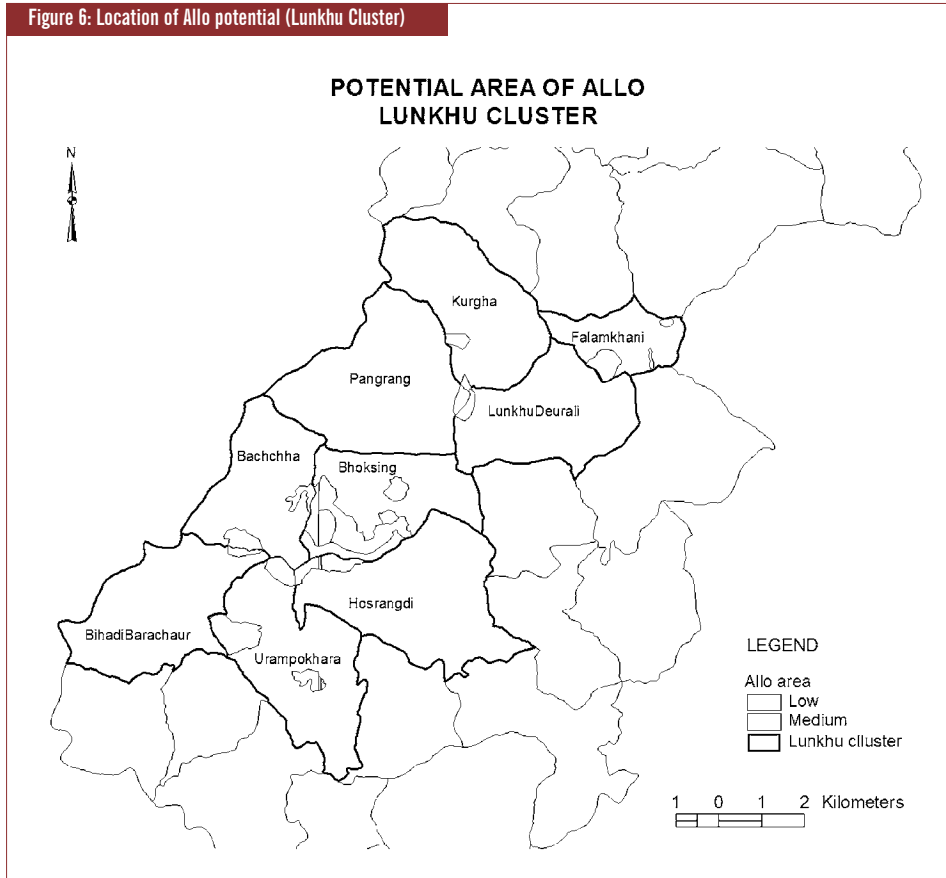 Figure 6: Location of Allo potential (Lunkhu Cluster)
POTENTIAL AREA OF ALLO
LUNKHU CLUSTER
N
Kurgha
Falamkhani
Pangrang
LunkhuDeurali
Bachchha
Bhoksing
Hosrangdi
BihadiBarachaur
Urampokhara
LEGEND
Allo area
Low
Medium
Lunkhu clluster
1 0 1 2 Kilometers